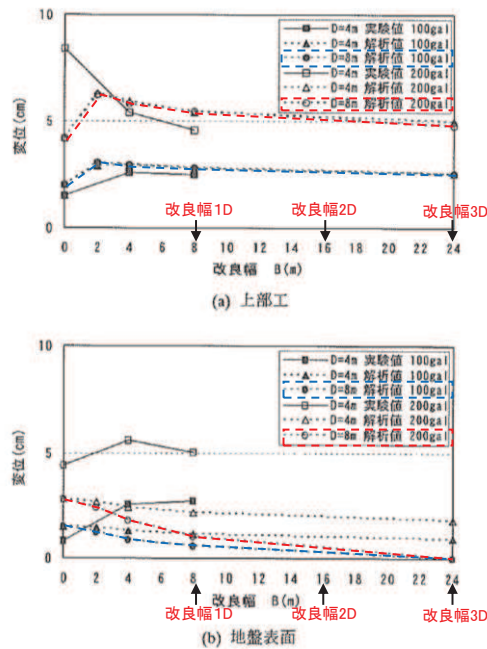 10
D=4m 実験値 100gal
D=4m 解析値 100gal
D=8m 解析値 100gal
D=4m 実験値 200gal
D=4m 解析値 200gal
D=8m 解析値 200gal
変位(cm)
5
0
改良幅1D
改良幅2D
改良幅3D
0 2 4 6 8 10 12 14 16 18 20 22 24
改良幅 B(m)
(a) 上部工
10
D=4m 実験値 100gal
D=4m 解析値 100gal
D=8m 解析値 100gal
D=4m 実験値 200gal
D=4m 解析値 200gal
D=8m 解析値 200gal
変位(cm)
5
0
0 2 4 6 8 10 12 14 16 18 20 22 24
改良幅 B(m)
改良幅1D
改良幅2D
改良幅3D
(b) 地盤表面